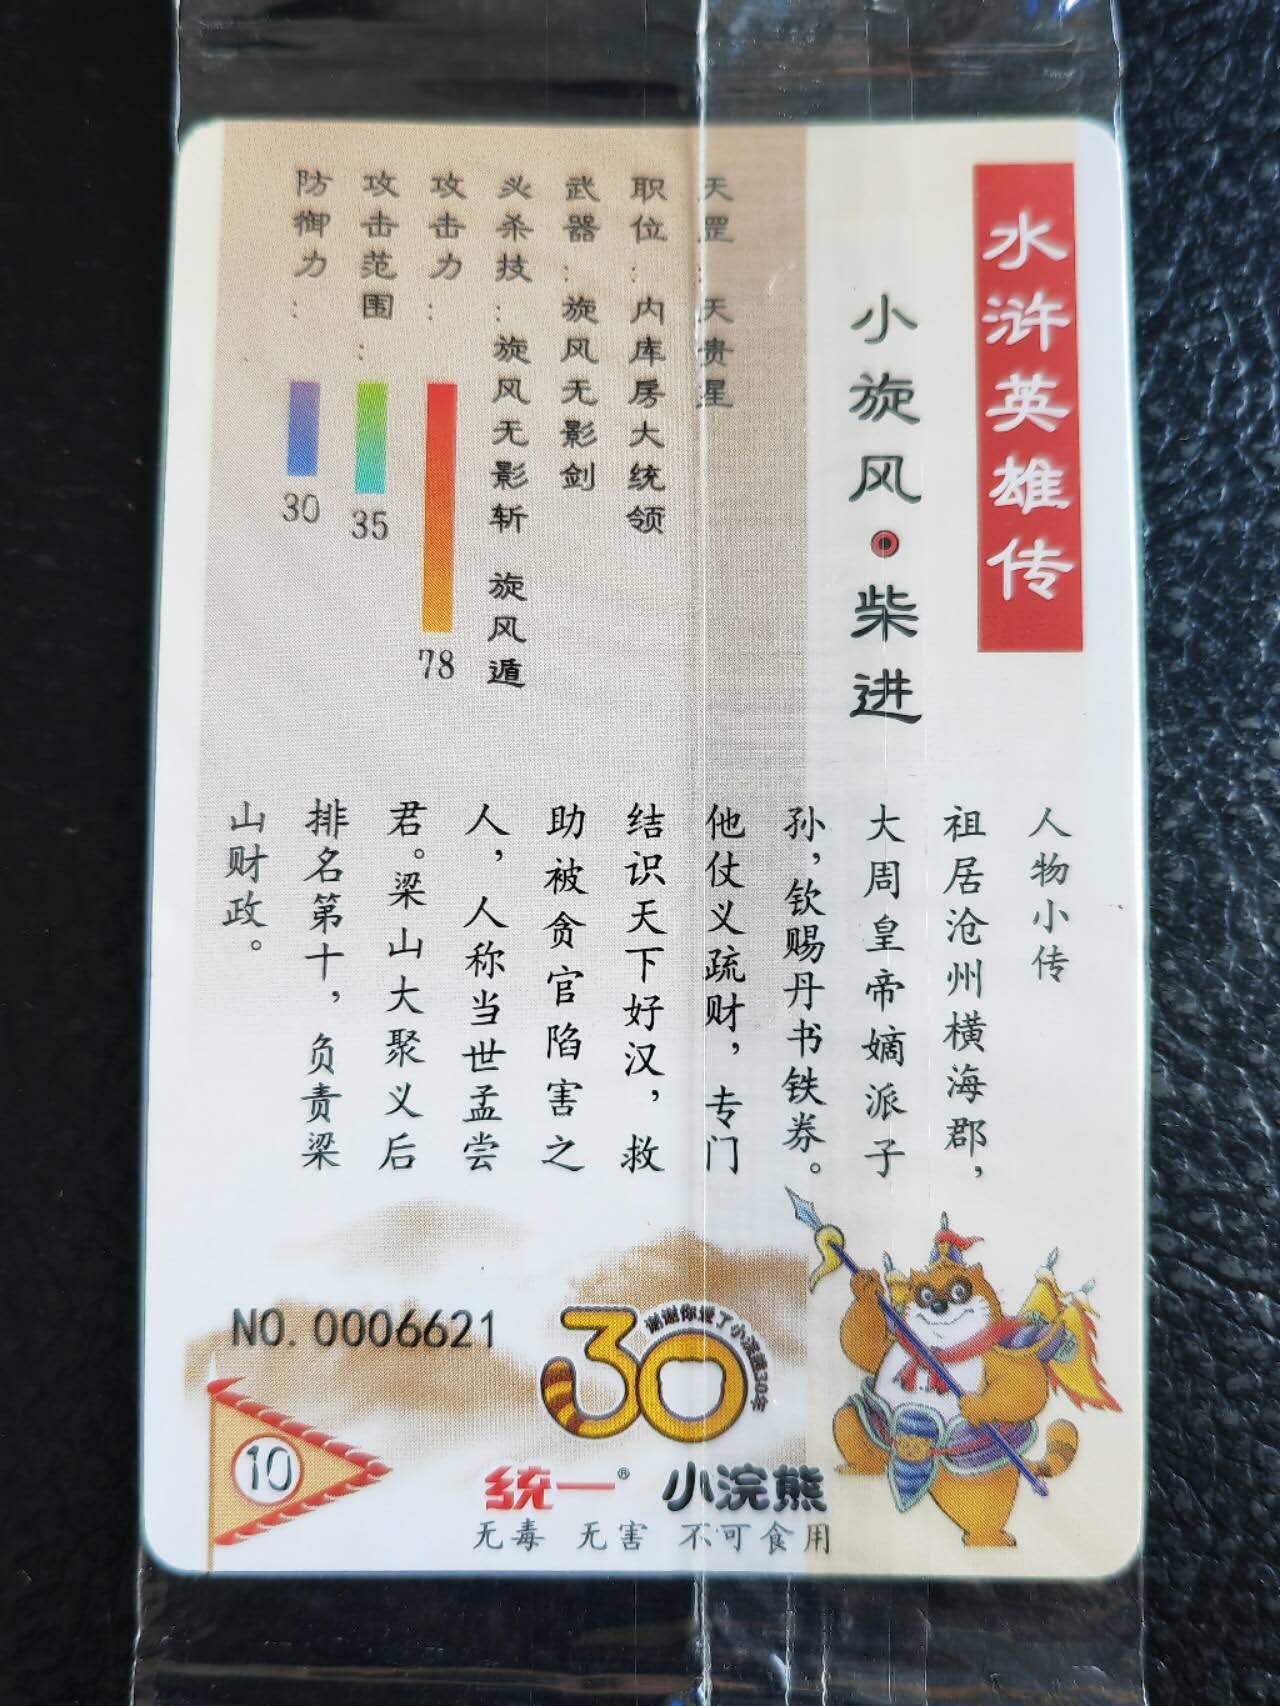 水浒英雄传
小旋风·柴进
天罡：天贵星
职位：内库房大统领
武器：旋风无影剑
必杀技：旋风无影斩 旋风遁
攻击力：
78
攻击范围：
35
防御力：
30
人物小传
祖居沧州横海郡，
大周皇帝嫡派子
孙，钦赐丹书铁券。
他仗义疏财，专门
结识天下好汉，救
助被贪官陷害之
人，人称当世孟尝
君。梁山大聚义后
排名第十，负责梁
山财政。
NO.0006621
30
10
统一® 小浣熊
无毒 无害 不可食用